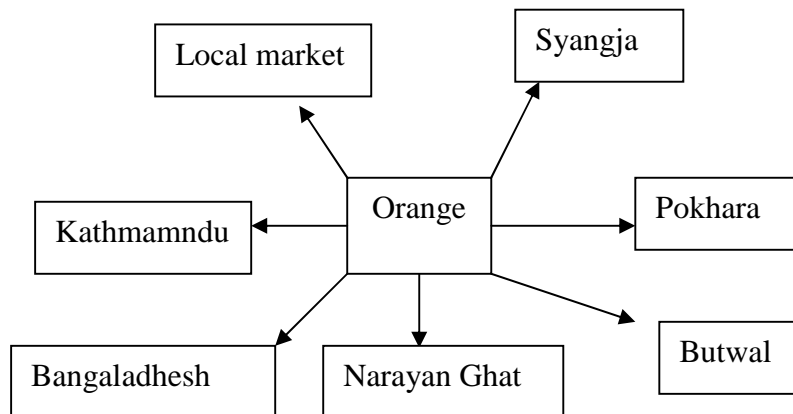 Syangja
Local market
Orange
Pokhara
Kathmamndu
Butwal
Bangaladhesh
Narayan Ghat